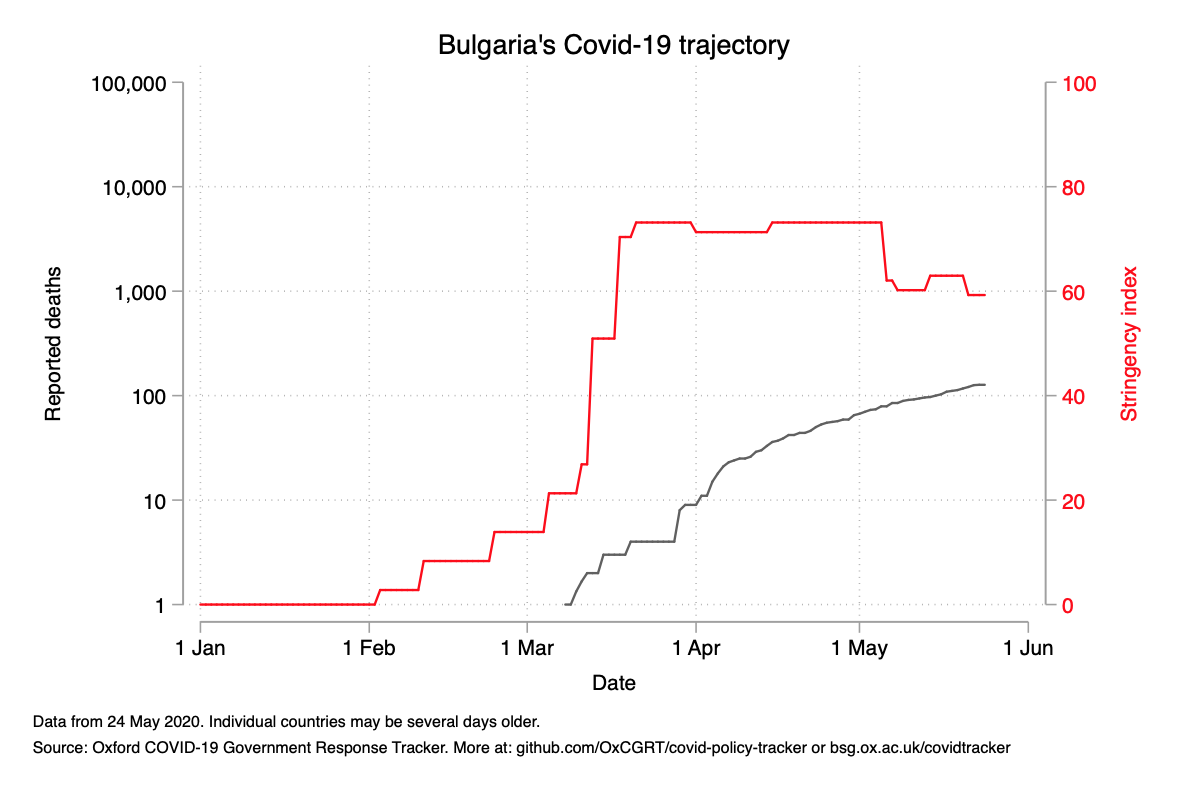 Bulgaria's Covid-19 trajectory
100,000
10,000
1,000
100
10
1
Reported deaths
100
80
60
40
20
0
Stringency index
1 Jan
1 Feb
1 Mar
1 Apr
1 May
1 Jun
Date
Data from 24 May 2020. Individual countries may be several days older.
Source: Oxford COVID-19 Government Response Tracker. More at: github.com/OxCGRT/covid-policy-tracker or bsg.ox.ac.uk/covidtracker